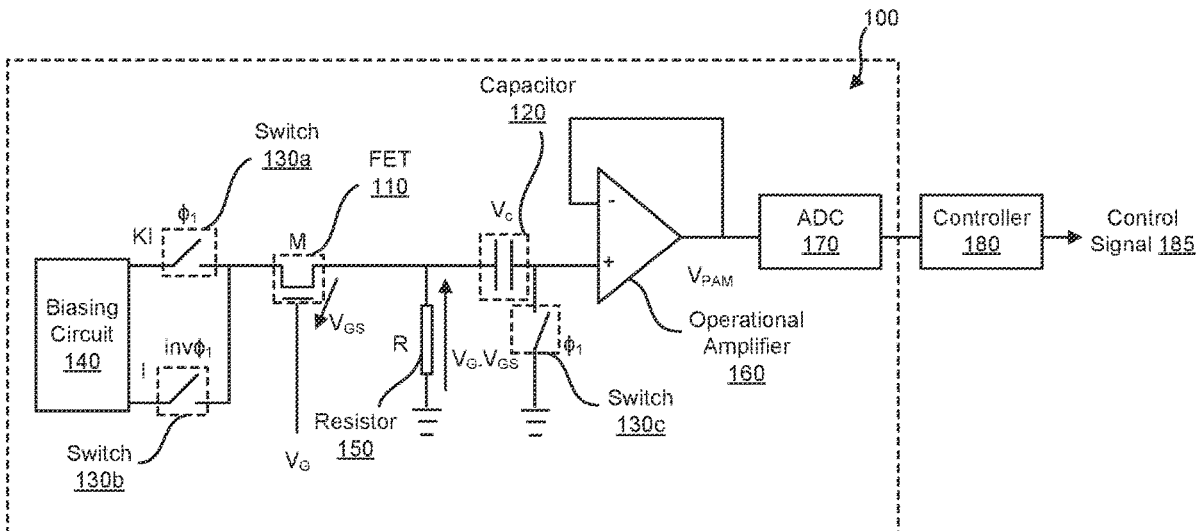 100
Capacitor
120
Switch
130a
FET
110
Vc
ϕ1
KI
M
-
+
ADC
170
Controller
180
Control
Signal 185
VPAM
Biasing
Circuit
140
VGS
invϕ1
I
R
VG-VGS
ϕ1
Operational
Amplifier
160
Resistor
150
Switch
130c
Switch
130b
VG